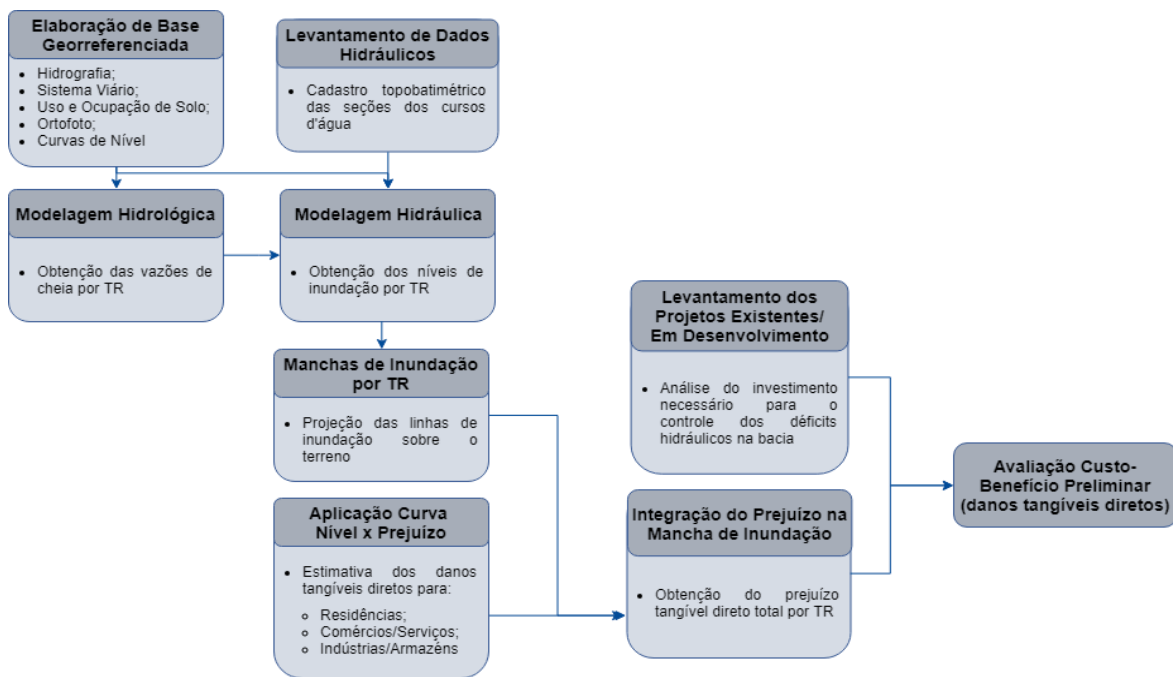 Elaboração de Base
Georreferenciada
• Hidrografia;
• Sistema Viário;
• Uso e Ocupação de Solo;
• Ortofoto;
• Curvas de Nível
Levantamento de Dados
Hidráulicos
• Cadastro topobatimétrico
das seções dos cursos
d'água
Modelagem Hidrológica
• Obtenção das vazões de
cheia por TR
Modelagem Hidráulica
• Obtenção dos níveis de
inundação por TR
Manchas de Inundação
por TR
• Projeção das linhas de
inundação sobre o
terreno
Aplicação Curva
Nível x Prejuízo
• Estimativa dos danos
tangíveis diretos para:
○ Residências;
○ Comércios/Serviços;
○ Indústrias/Armazéns
Levantamento dos
Projetos Existentes/
Em Desenvolvimento
• Análise do investimento
necessário para o
controle dos déficits
hidráulicos na bacia
Integração do Prejuízo na
Mancha de Inundação
• Obtenção do prejuízo
tangível direto total por TR
Avaliação Custo-
Benefício Preliminar
(danos tangíveis diretos)